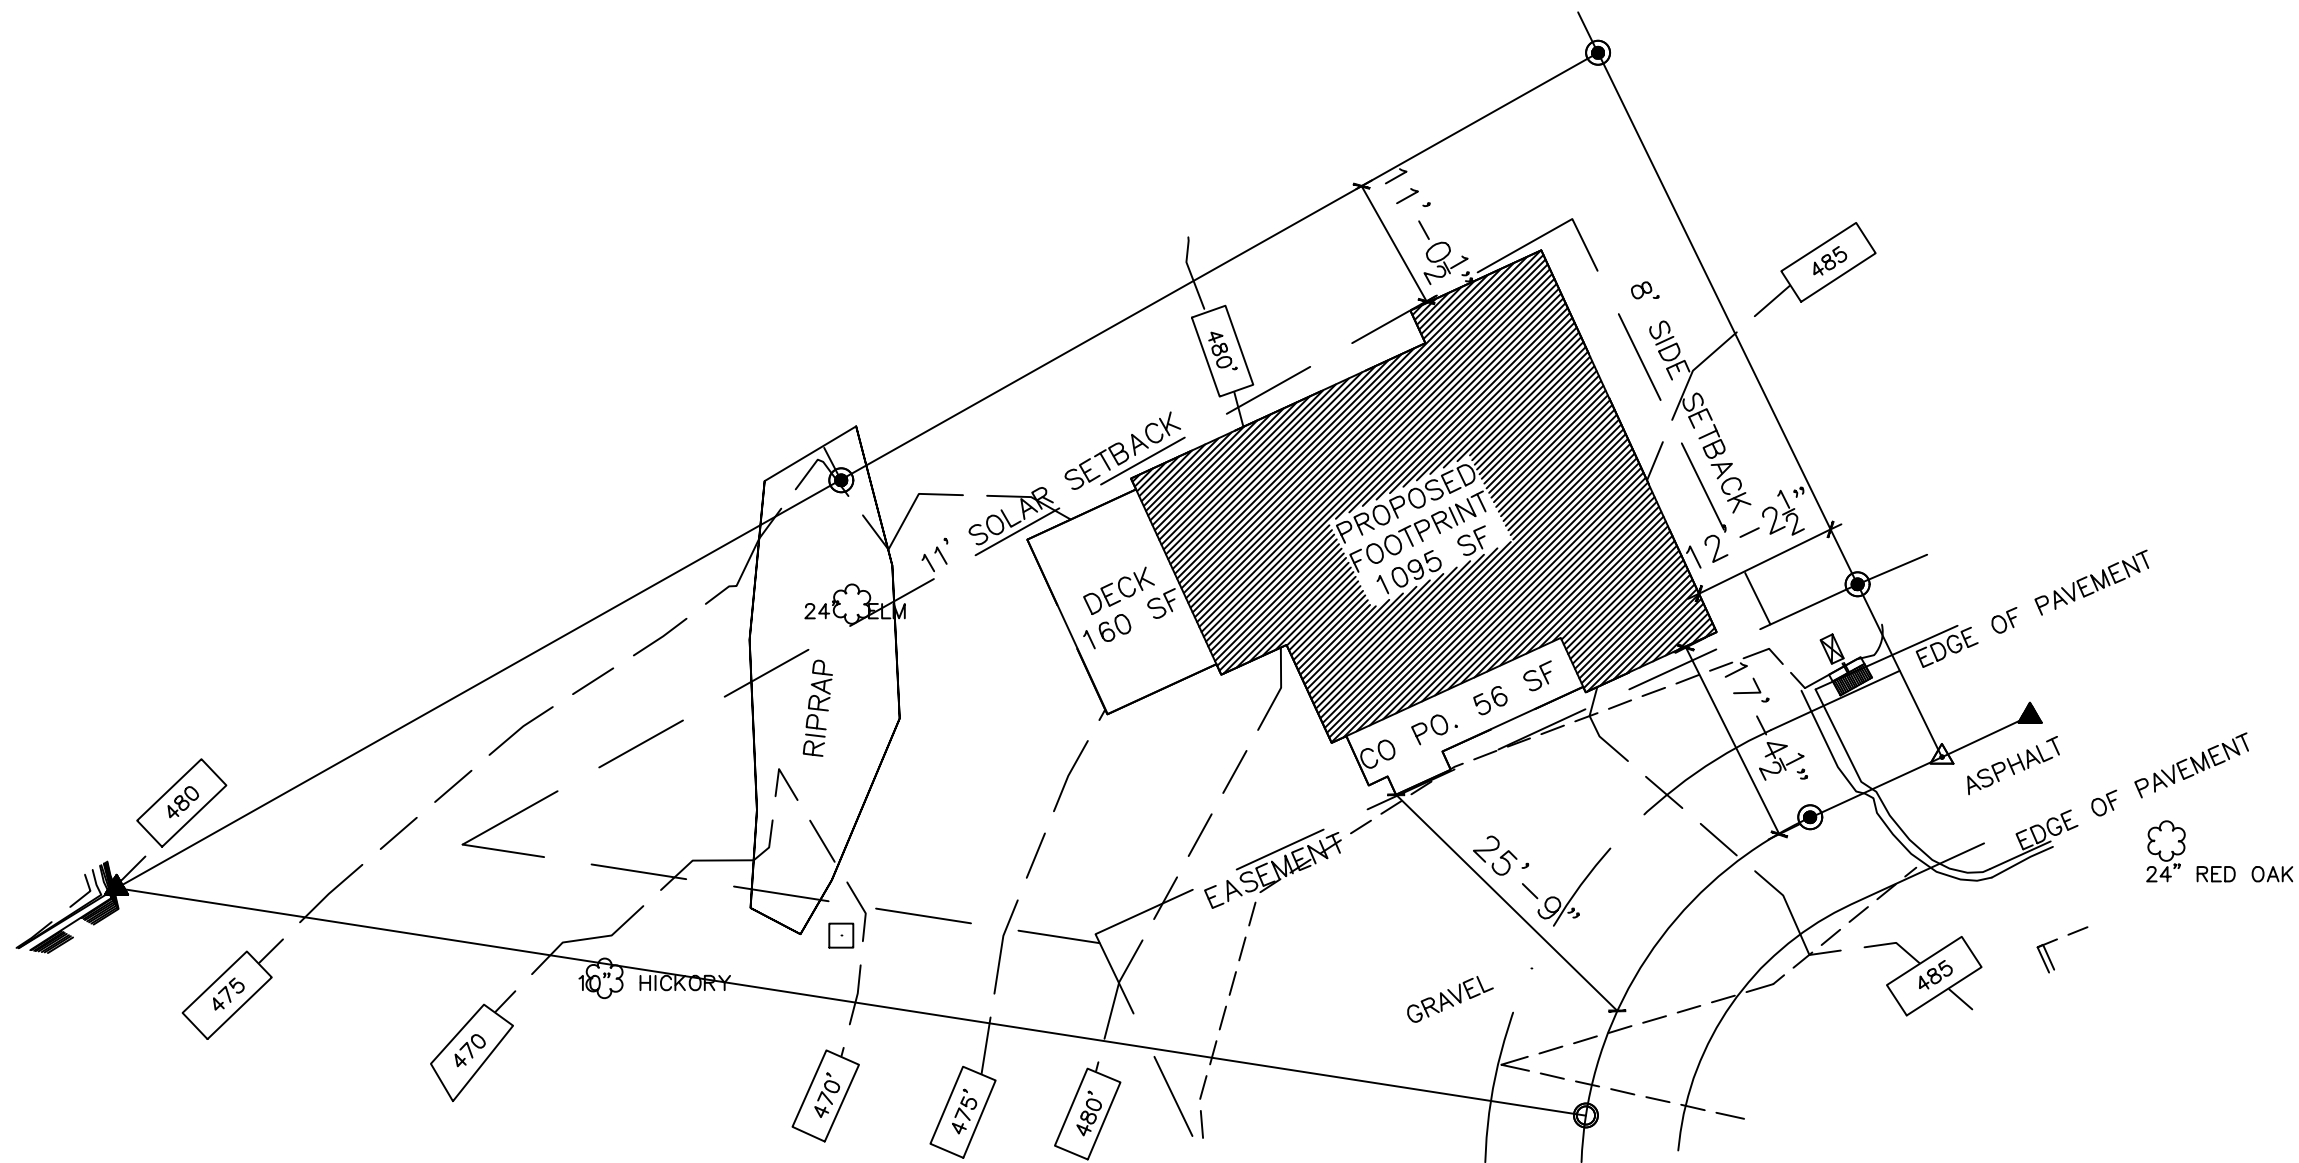 11'-0 1/2"
8' SIDE SETBACK
485
480'
11' SOLAR SETBACK
PROPOSED
FOOTPRINT
1095 SF
12'-2 1/2"
DECK
160 SF
24" ELM
RIPRAP
EDGE OF PAVEMENT
CO PO. 56 SF
17'-4 1/2"
ASPHALT
EDGE OF PAVEMENT
480
EASEMENT
25'-9"
24" RED OAK
475
10" HICKORY
GRAVEL
485
470
470'
475'
480'